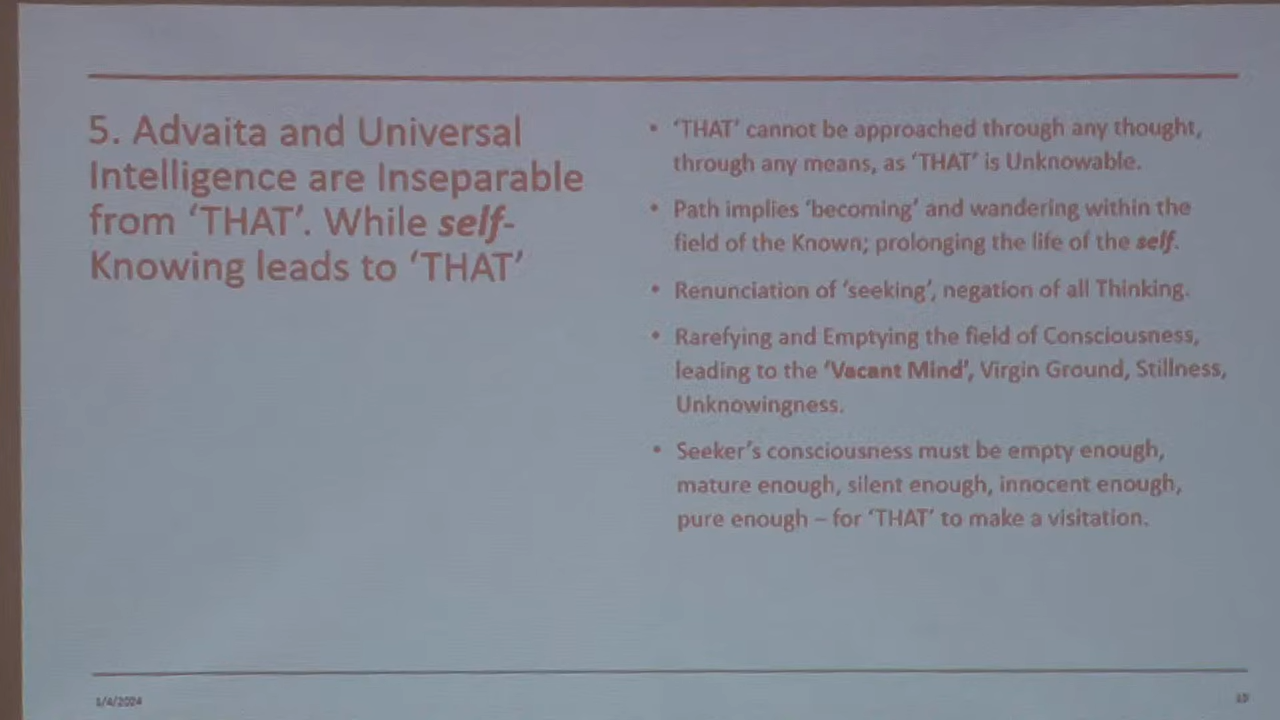 5. Advaita and Universal
Intelligence are Inseparable
from ‘THAT’. While self-
Knowing leads to ‘THAT’
• ‘THAT’ cannot be approached through any thought,
through any means, as ‘THAT’ is Unknowable.
• Path implies ‘becoming’ and wandering within the
field of the Known; prolonging the life of the self.
• Renunciation of ‘seeking’, negation of all Thinking.
• Rarefying and Emptying the field of Consciousness,
leading to the ‘Vacant Mind’, Virgin Ground, Stillness,
Unknowingness.
• Seeker’s consciousness must be empty enough,
mature enough, silent enough, innocent enough,
pure enough – for ‘THAT’ to make a visitation.
1/4/2024